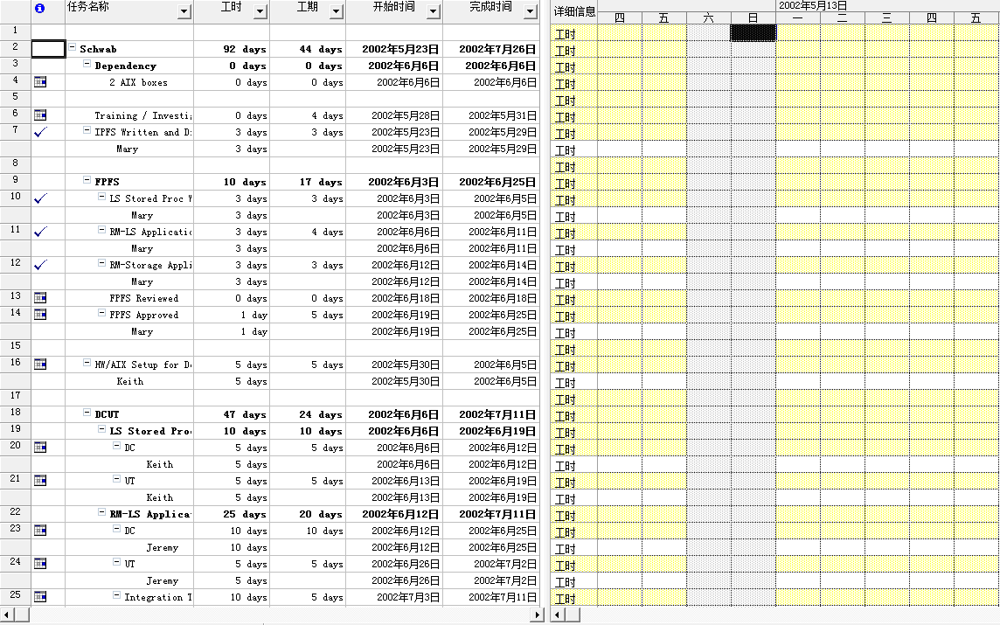 任务名称 工时 工期 开始时间 完成时间 详细信息 2002年5月13日
四 五 六 日 一 二 三 四 五
1 工时
2 Schwab 92 days 44 days 2002年5月23日 2002年7月26日 工时
3 Dependency 0 days 0 days 2002年6月6日 2002年6月6日 工时
4 2 AIX boxes 0 days 0 days 2002年6月6日 2002年6月6日 工时
5 工时
6 Training / Investi 0 days 4 days 2002年5月28日 2002年5月31日 工时
7 IPFS Written and D 3 days 3 days 2002年5月23日 2002年5月29日 工时
Mary 3 days 2002年5月23日 2002年5月29日 工时
8 工时
9 FPFS 10 days 17 days 2002年6月3日 2002年6月25日 工时
10 LS Stored Proc W 3 days 3 days 2002年6月3日 2002年6月5日 工时
Mary 3 days 2002年6月3日 2002年6月5日 工时
11 RM-LS Applicatio 3 days 4 days 2002年6月6日 2002年6月11日 工时
Mary 3 days 2002年6月6日 2002年6月11日 工时
12 RM-Storage Appli 3 days 3 days 2002年6月12日 2002年6月14日 工时
Mary 3 days 2002年6月12日 2002年6月14日 工时
13 FPFS Reviewed 0 days 0 days 2002年6月18日 2002年6月18日 工时
14 FPFS Approved 1 day 5 days 2002年6月19日 2002年6月25日 工时
Mary 1 day 2002年6月19日 2002年6月25日 工时
15 工时
16 HW/AIX Setup for D 5 days 5 days 2002年5月30日 2002年6月5日 工时
Keith 5 days 2002年5月30日 2002年6月5日 工时
17 工时
18 DCUT 47 days 24 days 2002年6月6日 2002年7月11日 工时
19 LS Stored Pro 10 days 10 days 2002年6月6日 2002年6月19日 工时
20 DC 5 days 5 days 2002年6月6日 2002年6月12日 工时
Keith 5 days 2002年6月6日 2002年6月12日 工时
21 UT 5 days 5 days 2002年6月13日 2002年6月19日 工时
Keith 5 days 2002年6月13日 2002年6月19日 工时
22 RM-LS Applica 25 days 20 days 2002年6月12日 2002年7月11日 工时
23 DC 10 days 10 days 2002年6月12日 2002年6月25日 工时
Jeremy 10 days 2002年6月12日 2002年6月25日 工时
24 UT 5 days 5 days 2002年6月26日 2002年7月2日 工时
Jeremy 5 days 2002年6月26日 2002年7月2日 工时
25 Integration T 10 days 5 days 2002年7月3日 2002年7月11日 工时